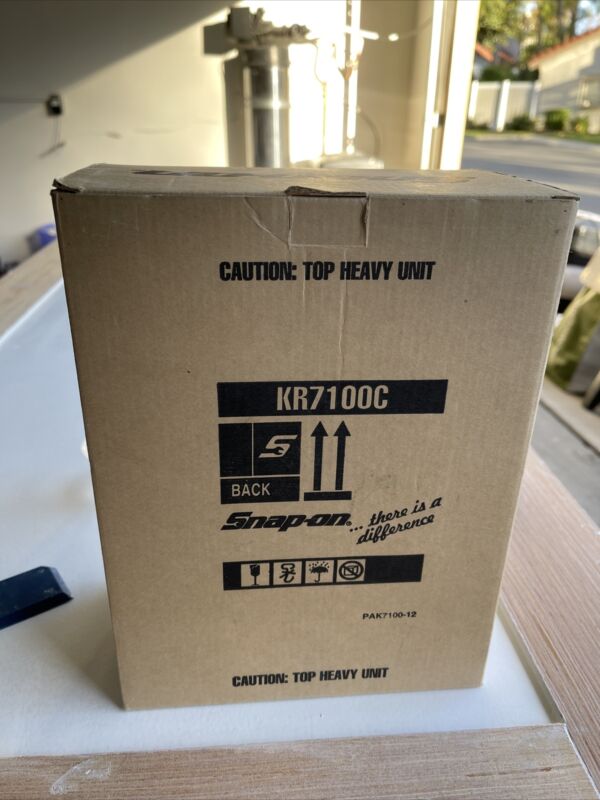 CAUTION: TOP HEAVY UNIT
KR7100C
BACK
Snap-on® ... there is a
difference
PAK7100-12
CAUTION: TOP HEAVY UNIT